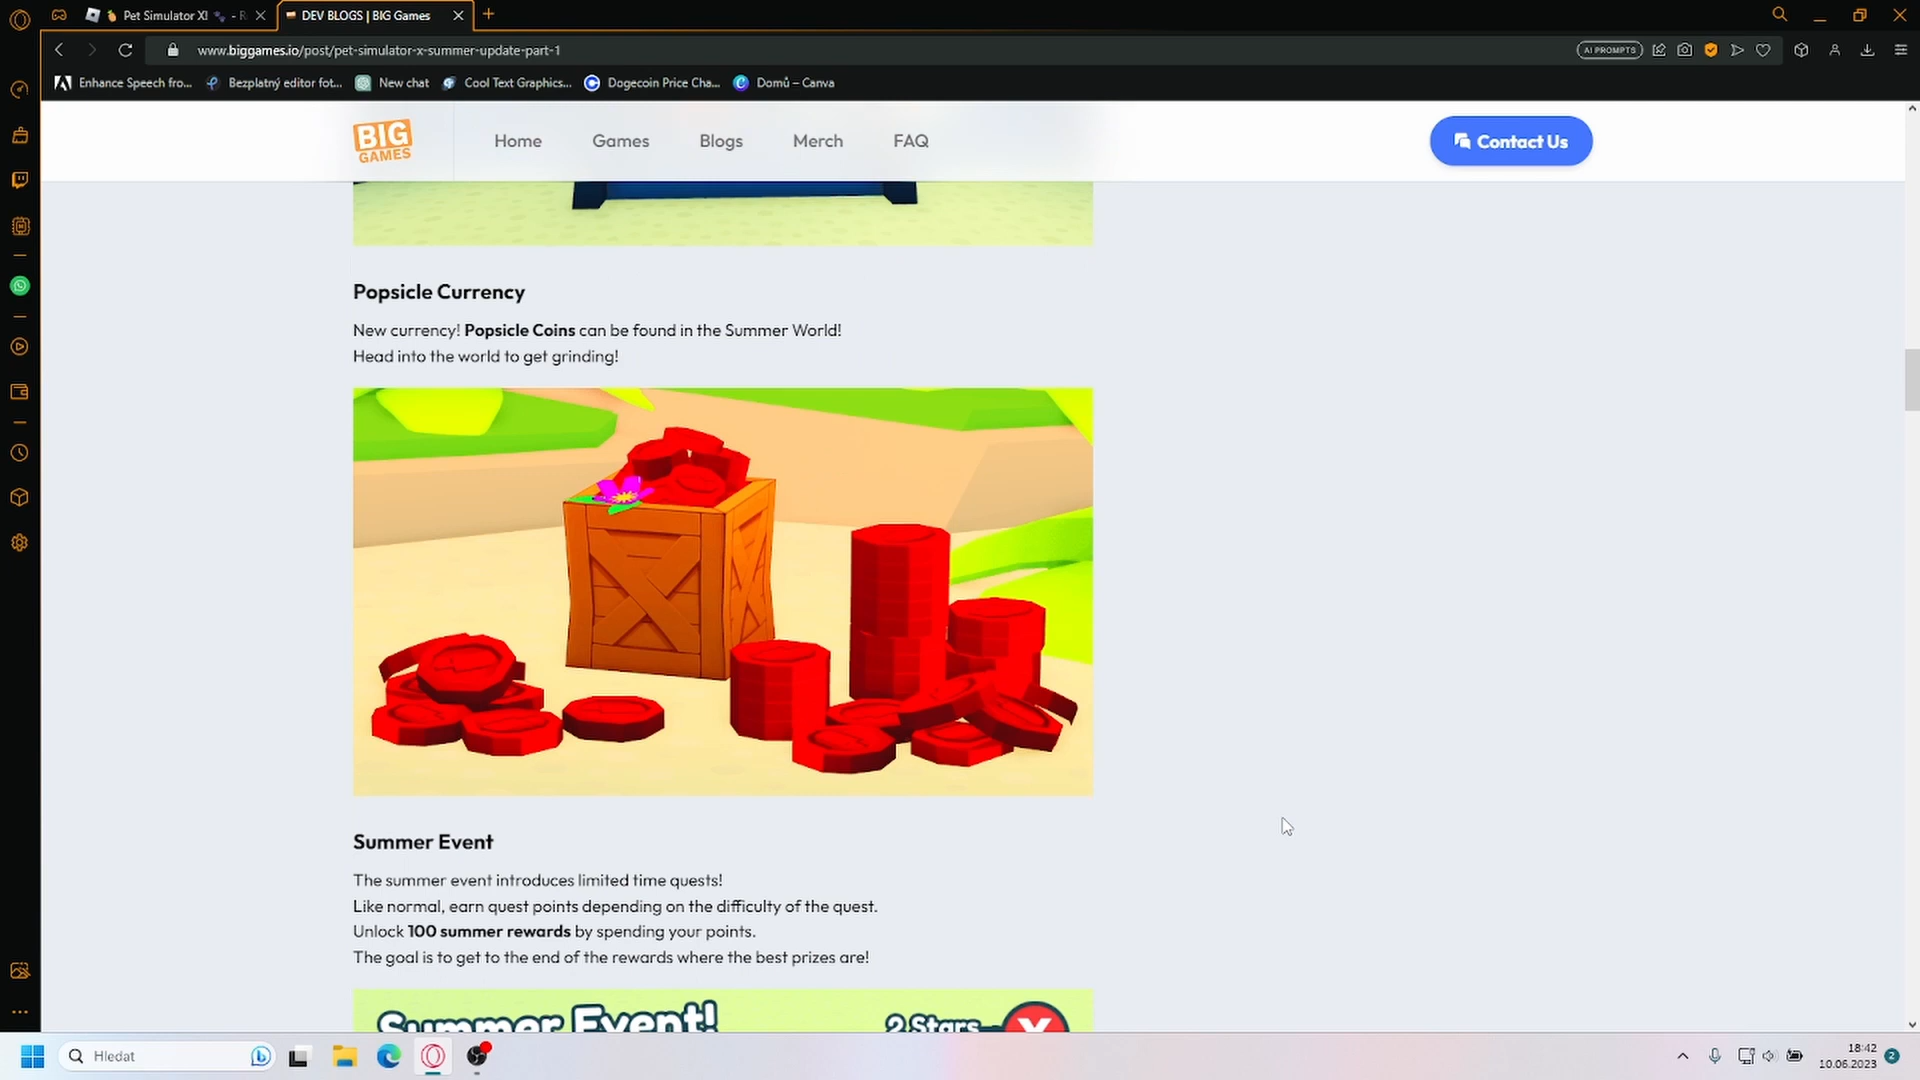 Pet Simulator X!
DEV BLOGS | BIG Games
www.biggames.io/post/pet-simulator-x-summer-update-part-1
AI PROMPTS
Enhance Speech fro...
Bezplatný editor fot...
New chat
Cool Text Graphics...
Dogecoin Price Cha...
Domů – Canva
BIG
GAMES
Home
Games
Blogs
Merch
FAQ
Contact Us
Popsicle Currency
New currency! Popsicle Coins can be found in the Summer World!
Head into the world to get grinding!
Summer Event
The summer event introduces limited time quests!
Like normal, earn quest points depending on the difficulty of the quest.
Unlock 100 summer rewards by spending your points.
The goal is to get to the end of the rewards where the best prizes are!
Summer Event!
2 Stars
X
Hledat
18:42
10.06.2023
2